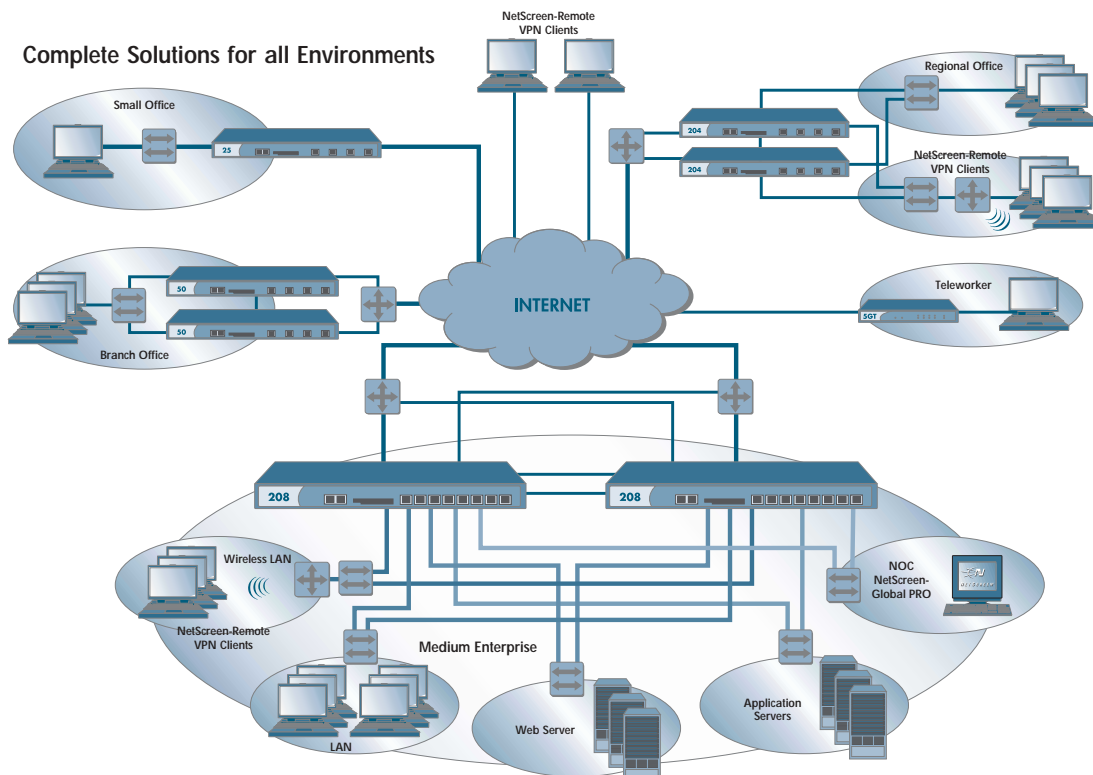 NetScreen-Remote
VPN Clients
Complete Solutions for all Environments
Small Office
25
Regional Office
204
204
NetScreen-Remote
VPN Clients
50
50
Branch Office
INTERNET
Teleworker
5GT
208
208
Wireless LAN
NetScreen-Remote
VPN Clients
NOC
NetScreen-
Global PRO
N
NETSCREEN
Medium Enterprise
LAN
Web Server
Application
Servers